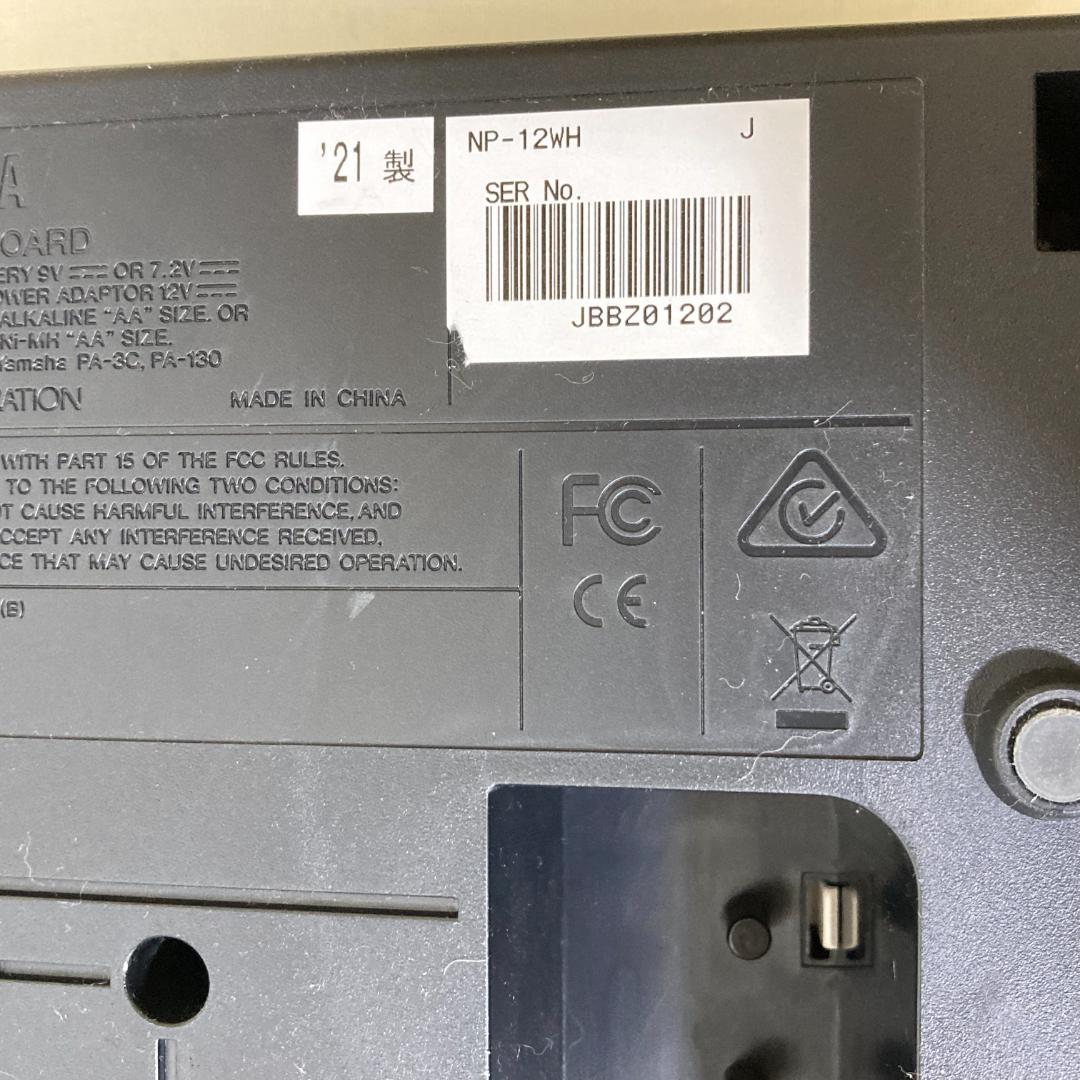 '21 製
NP-12WH J
SER No.
JBBZ01202
A
OARD
ERY 9V OR 7.2V
OWER ADAPTOR 12V
ALKALINE "AA" SIZE. OR
Ni-MH "AA" SIZE.
Yamaha PA-3C, PA-130
RATION MADE IN CHINA
WITH PART 15 OF THE FCC RULES.
TO THE FOLLOWING TWO CONDITIONS:
OT CAUSE HARMFUL INTERFERENCE, AND
ACCEPT ANY INTERFERENCE RECEIVED,
CE THAT MAY CAUSE UNDESIRED OPERATION.
(B)
FC
CE